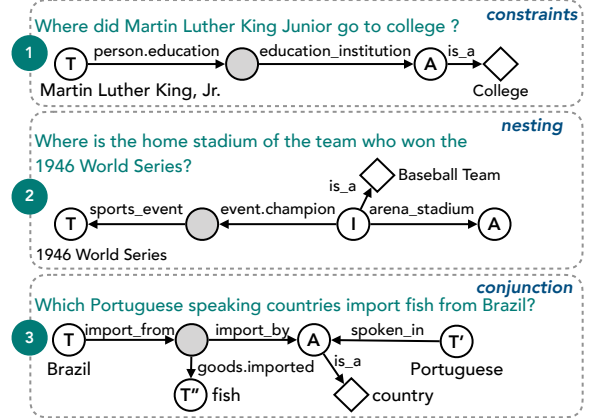 constraints
Where did Martin Luther King Junior go to college ?
1
T person.education education_institution A is_a
Martin Luther King, Jr. College
nesting
Where is the home stadium of the team who won the
1946 World Series?
is_a Baseball Team
2
T sports_event event.champion I arena_stadium A
1946 World Series
conjunction
Which Portuguese speaking countries import fish from Brazil?
3
T import_from import_by A spoken_in T'
Brazil goods.imported is_a Portuguese
T" fish country